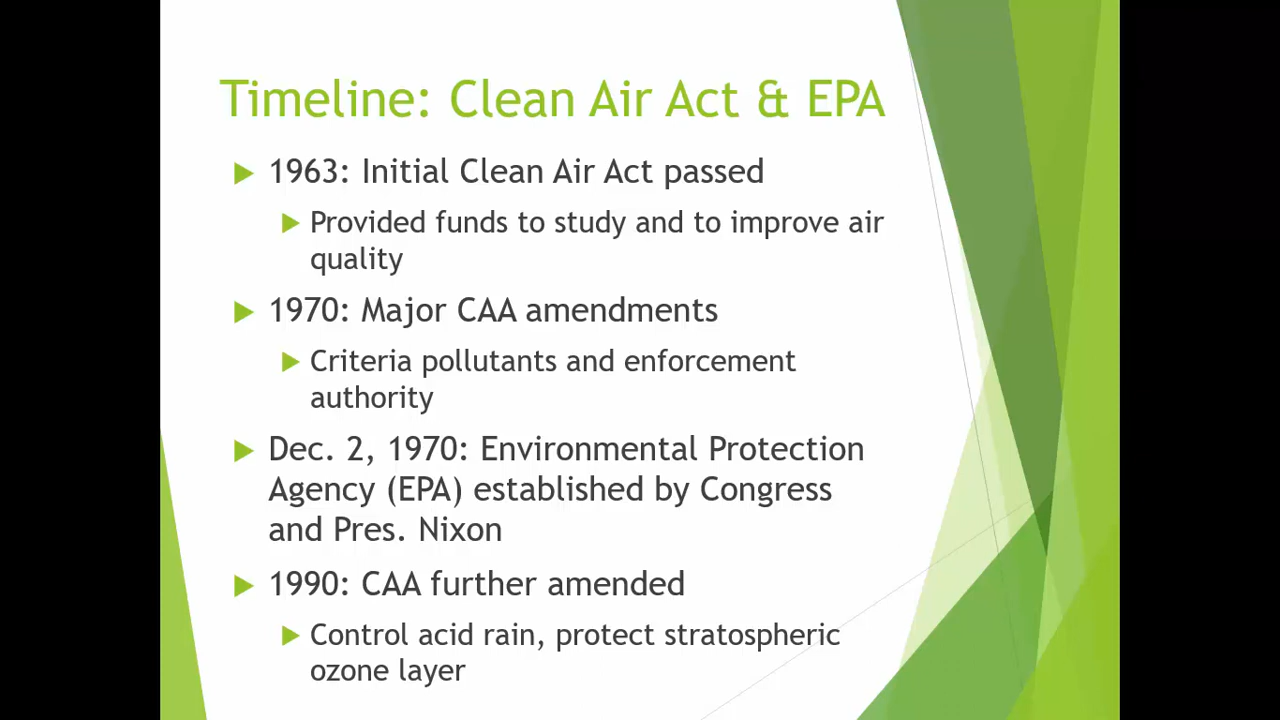 Timeline: Clean Air Act & EPA
1963: Initial Clean Air Act passed
Provided funds to study and to improve air
quality
1970: Major CAA amendments
Criteria pollutants and enforcement
authority
Dec. 2, 1970: Environmental Protection
Agency (EPA) established by Congress
and Pres. Nixon
1990: CAA further amended
Control acid rain, protect stratospheric
ozone layer